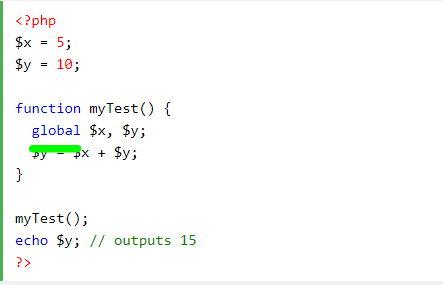 <?php
$x = 5;
$y = 10;
function myTest() {
global $x, $y;
$y = $x + $y;
}
myTest();
echo $y; // outputs 15
?>